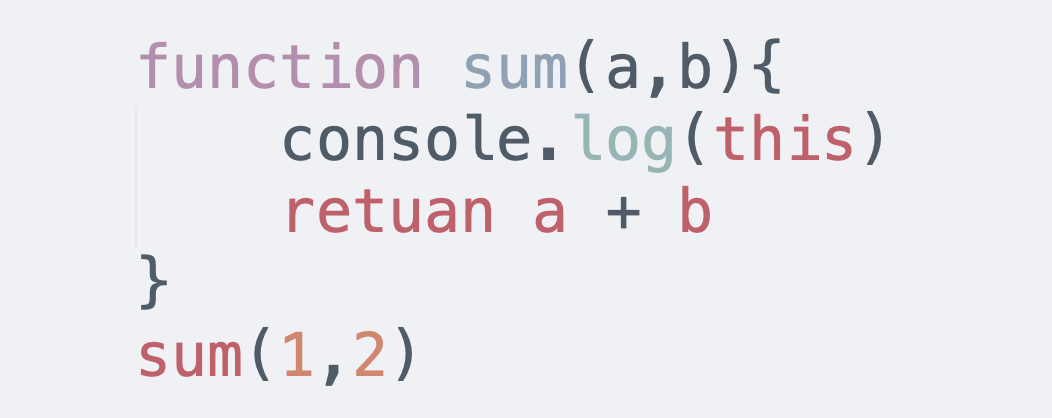 function sum(a,b){
    console.log(this)
    retuan a + b
}
sum(1,2)